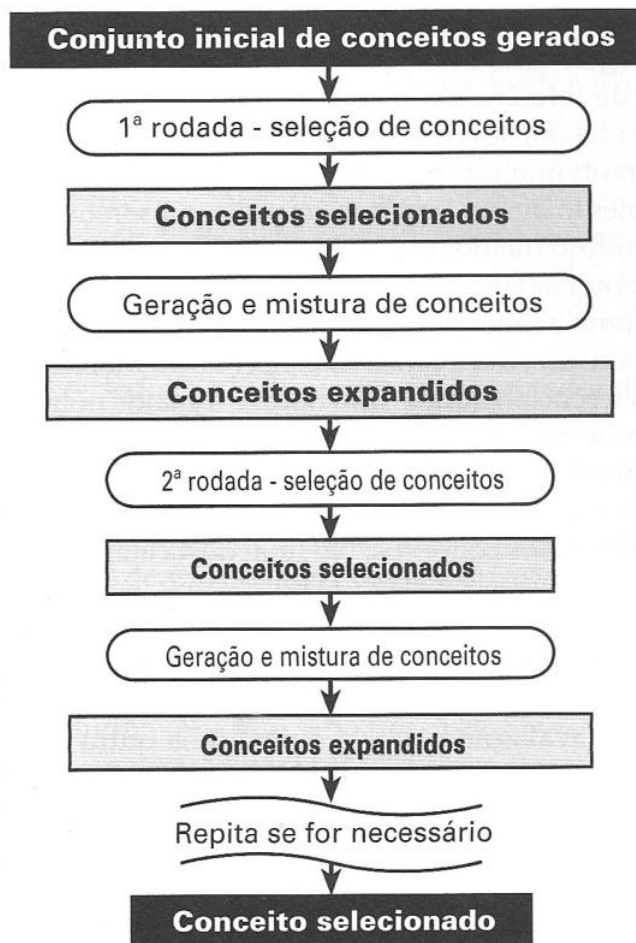 Conjunto inicial de conceitos gerados
1ª rodada - seleção de conceitos
Conceitos selecionados
Geração e mistura de conceitos
Conceitos expandidos
2ª rodada - seleção de conceitos
Conceitos selecionados
Geração e mistura de conceitos
Conceitos expandidos
Repita se for necessário
Conceito selecionado